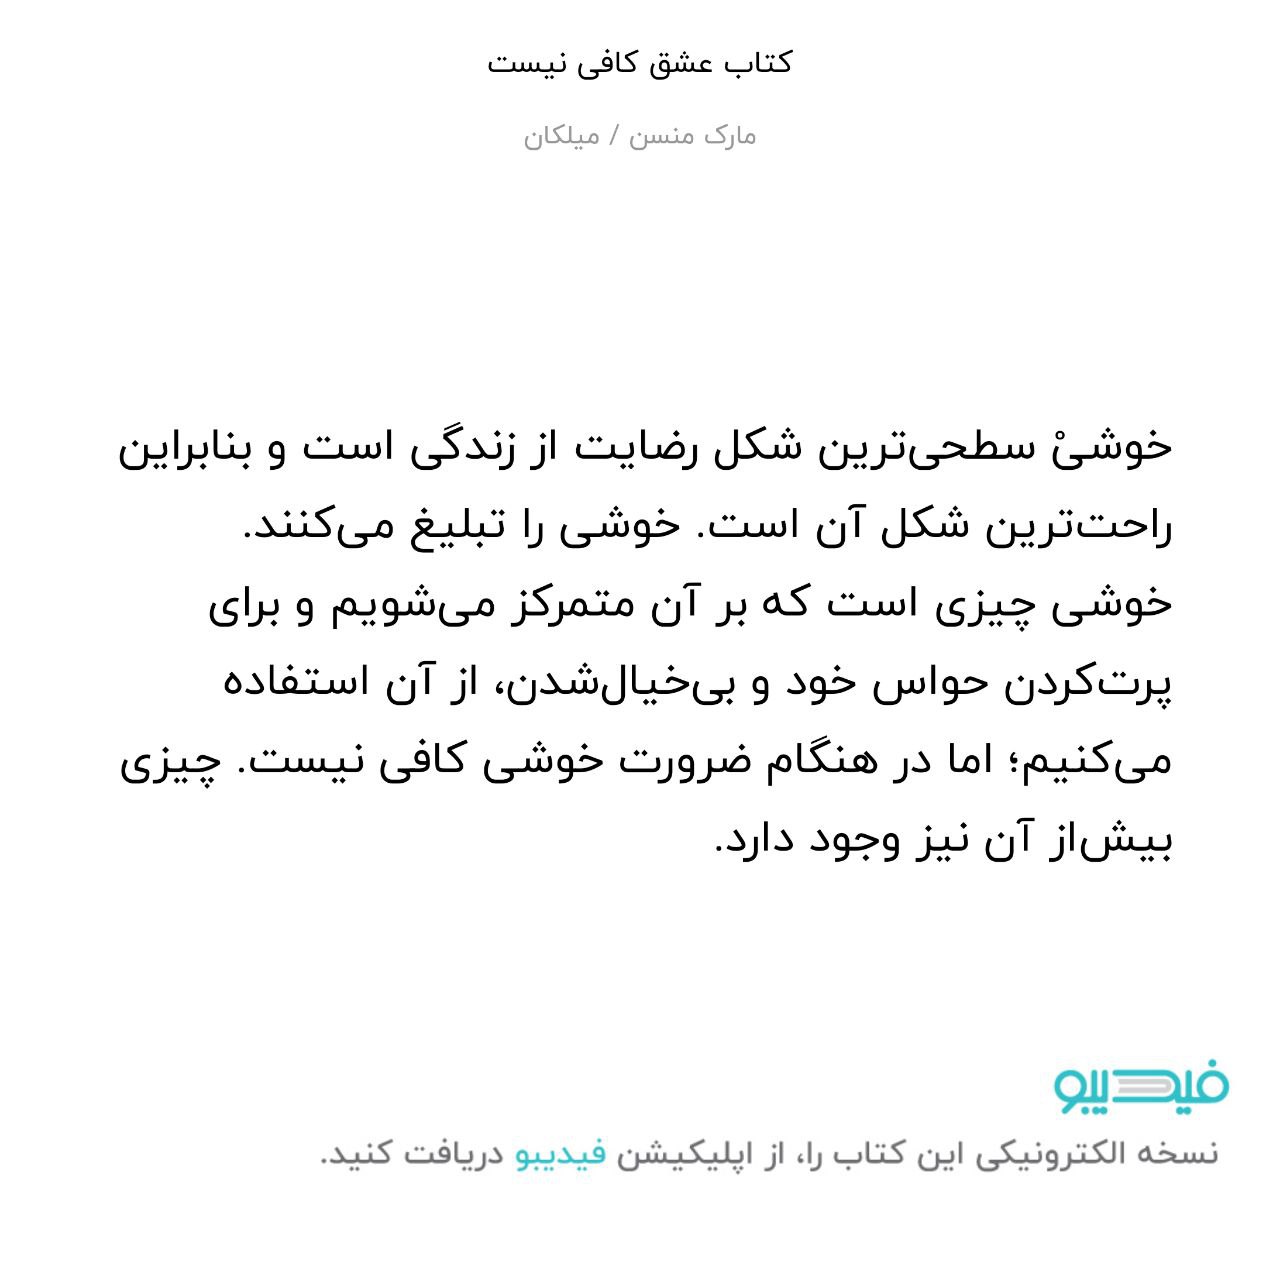 کتاب عشق کافی نیست
مارک منسن / میلکان
خوشیْ سطحی‌ترین شکل رضایت از زندگی است و بنابراین
راحت‌ترین شکل آن است. خوشی را تبلیغ می‌کنند.
خوشی چیزی است که بر آن متمرکز می‌شویم و برای
پرت‌کردن حواس خود و بی‌خیال‌شدن، از آن استفاده
می‌کنیم؛ اما در هنگام ضرورت خوشی کافی نیست. چیزی
بیش‌از آن نیز وجود دارد.
فیدیبو
نسخه الکترونیکی این کتاب را، از اپلیکیشن فیدیبو دریافت کنید.